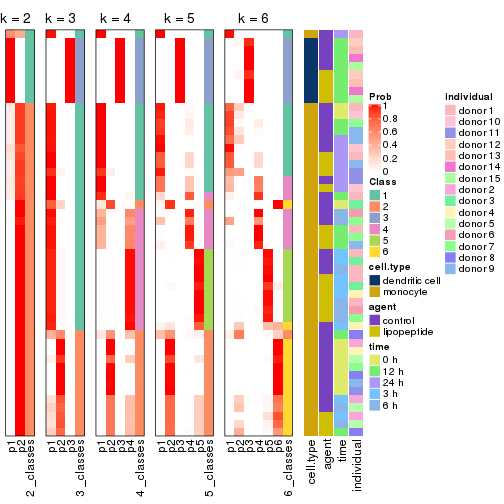 k = 2 k = 3 k = 4 k = 5 k = 6
p1 p2 2_classes p1 p2 p3 3_classes p1 p2 p3 p4 4_classes p1 p2 p3 p4 p5 5_classes p1 p2 p3 p4 p5 p6 6_classes cell.type agent time individual
Prob
1
0.8
0.6
0.4
0.2
0
Class
1
2
3
4
5
6
cell.type
dendritic cell
monocyte
agent
control
lipopeptide
time
0 h
12 h
24 h
3 h
6 h
individual
donor 1
donor 10
donor 11
donor 12
donor 13
donor 14
donor 15
donor 2
donor 3
donor 4
donor 5
donor 6
donor 7
donor 8
donor 9